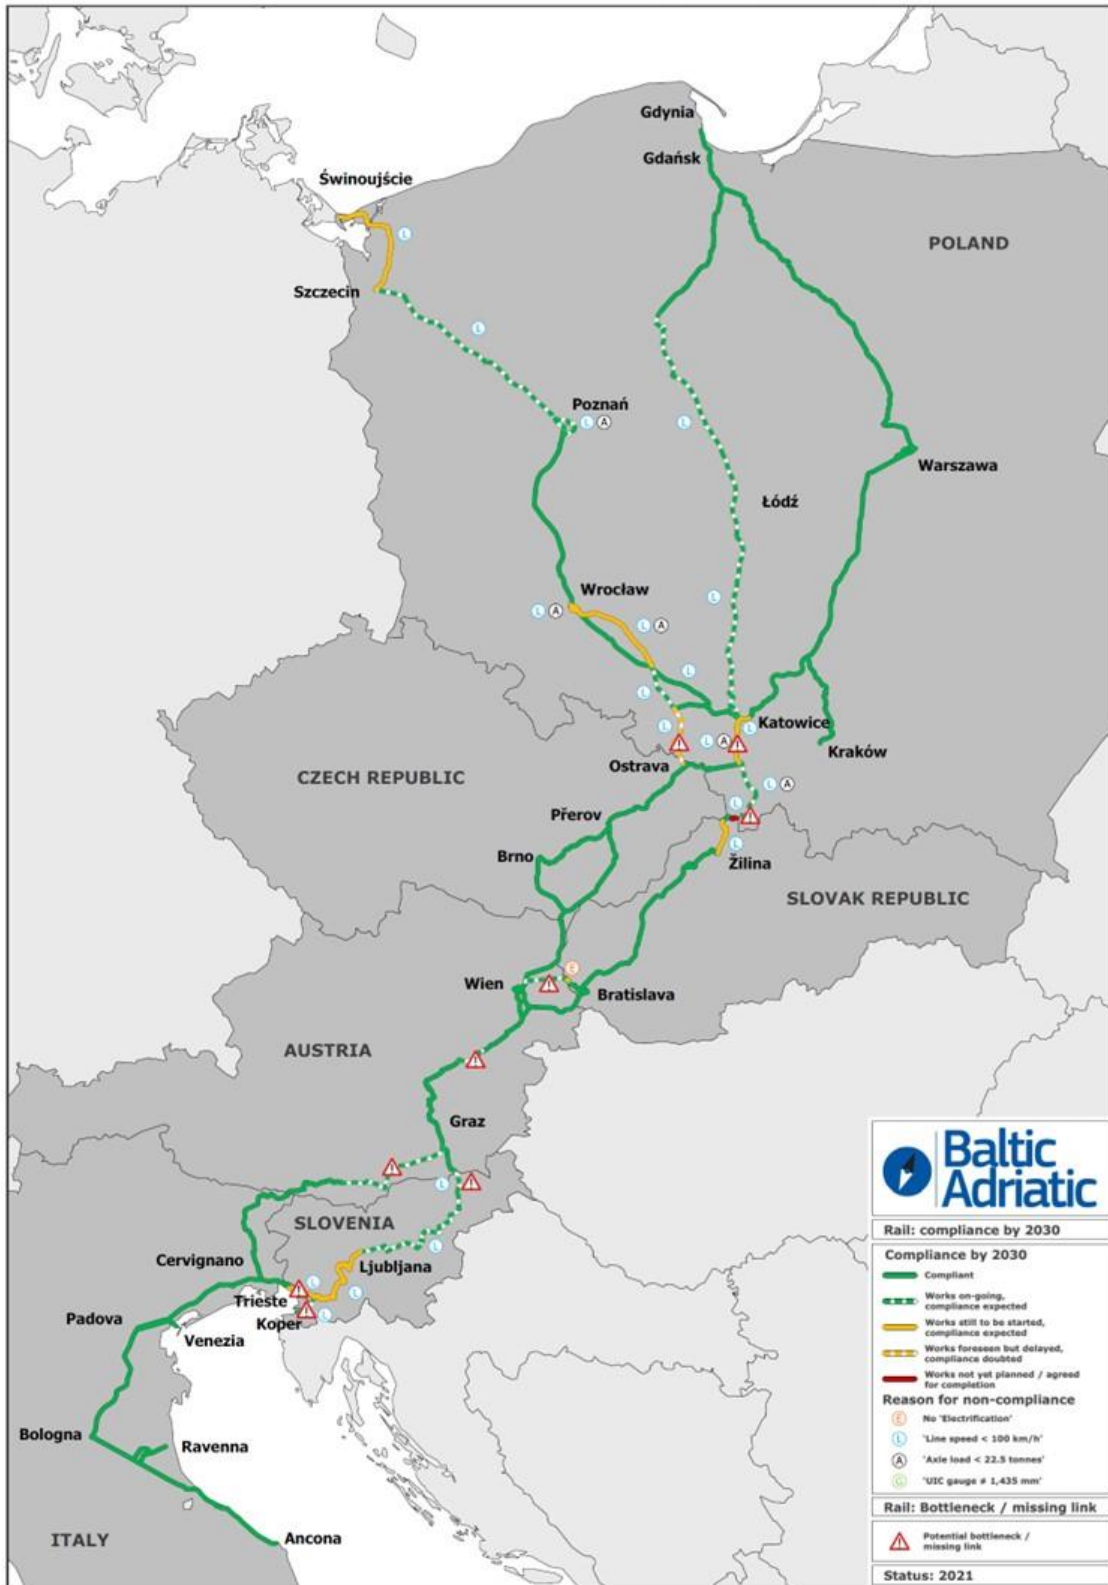 Gdynia
Gdańsk
Świnoujście
POLAND
L
Szczecin
L
Poznań
L A
L
Warszawa
Łódź
Wrocław
L A
L A
L
L
L
Katowice
L
L
L A
Kraków
Ostrava
CZECH REPUBLIC
L A
L
Přerov
Brno
L
Žilina
SLOVAK REPUBLIC
E
Wien
Bratislava
AUSTRIA
Graz
L
SLOVENIA
L
Cervignano
Ljubljana
L
L
Trieste
Koper
L
Padova
Venezia
Bologna
Ravenna
Ancona
ITALY
Baltic
Adriatic
Rail: compliance by 2030
Compliance by 2030
Compliant
Works on-going,
compliance expected
Works still to be started,
compliance expected
Works foreseen but delayed,
compliance doubted
Works not yet planned / agreed
for completion
Reason for non-compliance
E No 'Electrification'
L 'Line speed < 100 km/h'
A 'Axle load < 22.5 tonnes'
G 'UIC gauge ≠ 1,435 mm'
Rail: Bottleneck / missing link
! Potential bottleneck /
missing link
Status: 2021